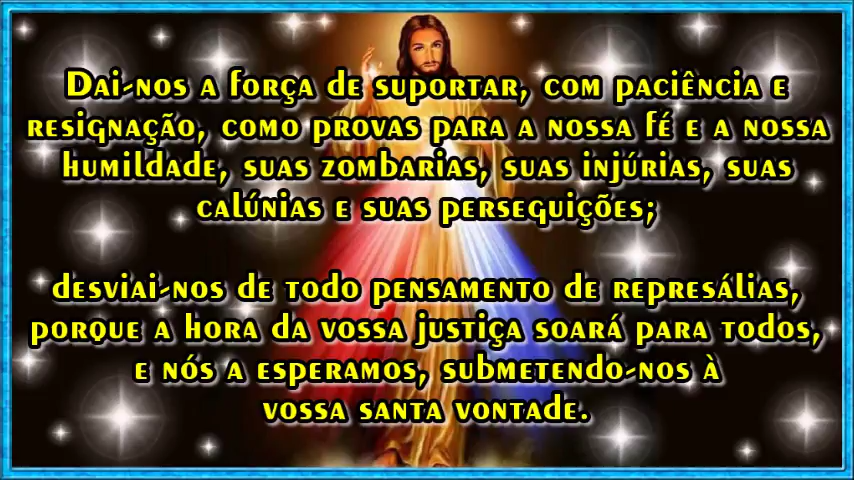 Dai-nos a força de suportar, com paciência e
resignação, como provas para a nossa fé e a nossa
humildade, suas zombarias, suas injúrias, suas
calúnias e suas perseguições;
desviai-nos de todo pensamento de represálias,
porque a hora da vossa justiça soará para todos,
e nós a esperamos, submetendo-nos à
vossa santa vontade.